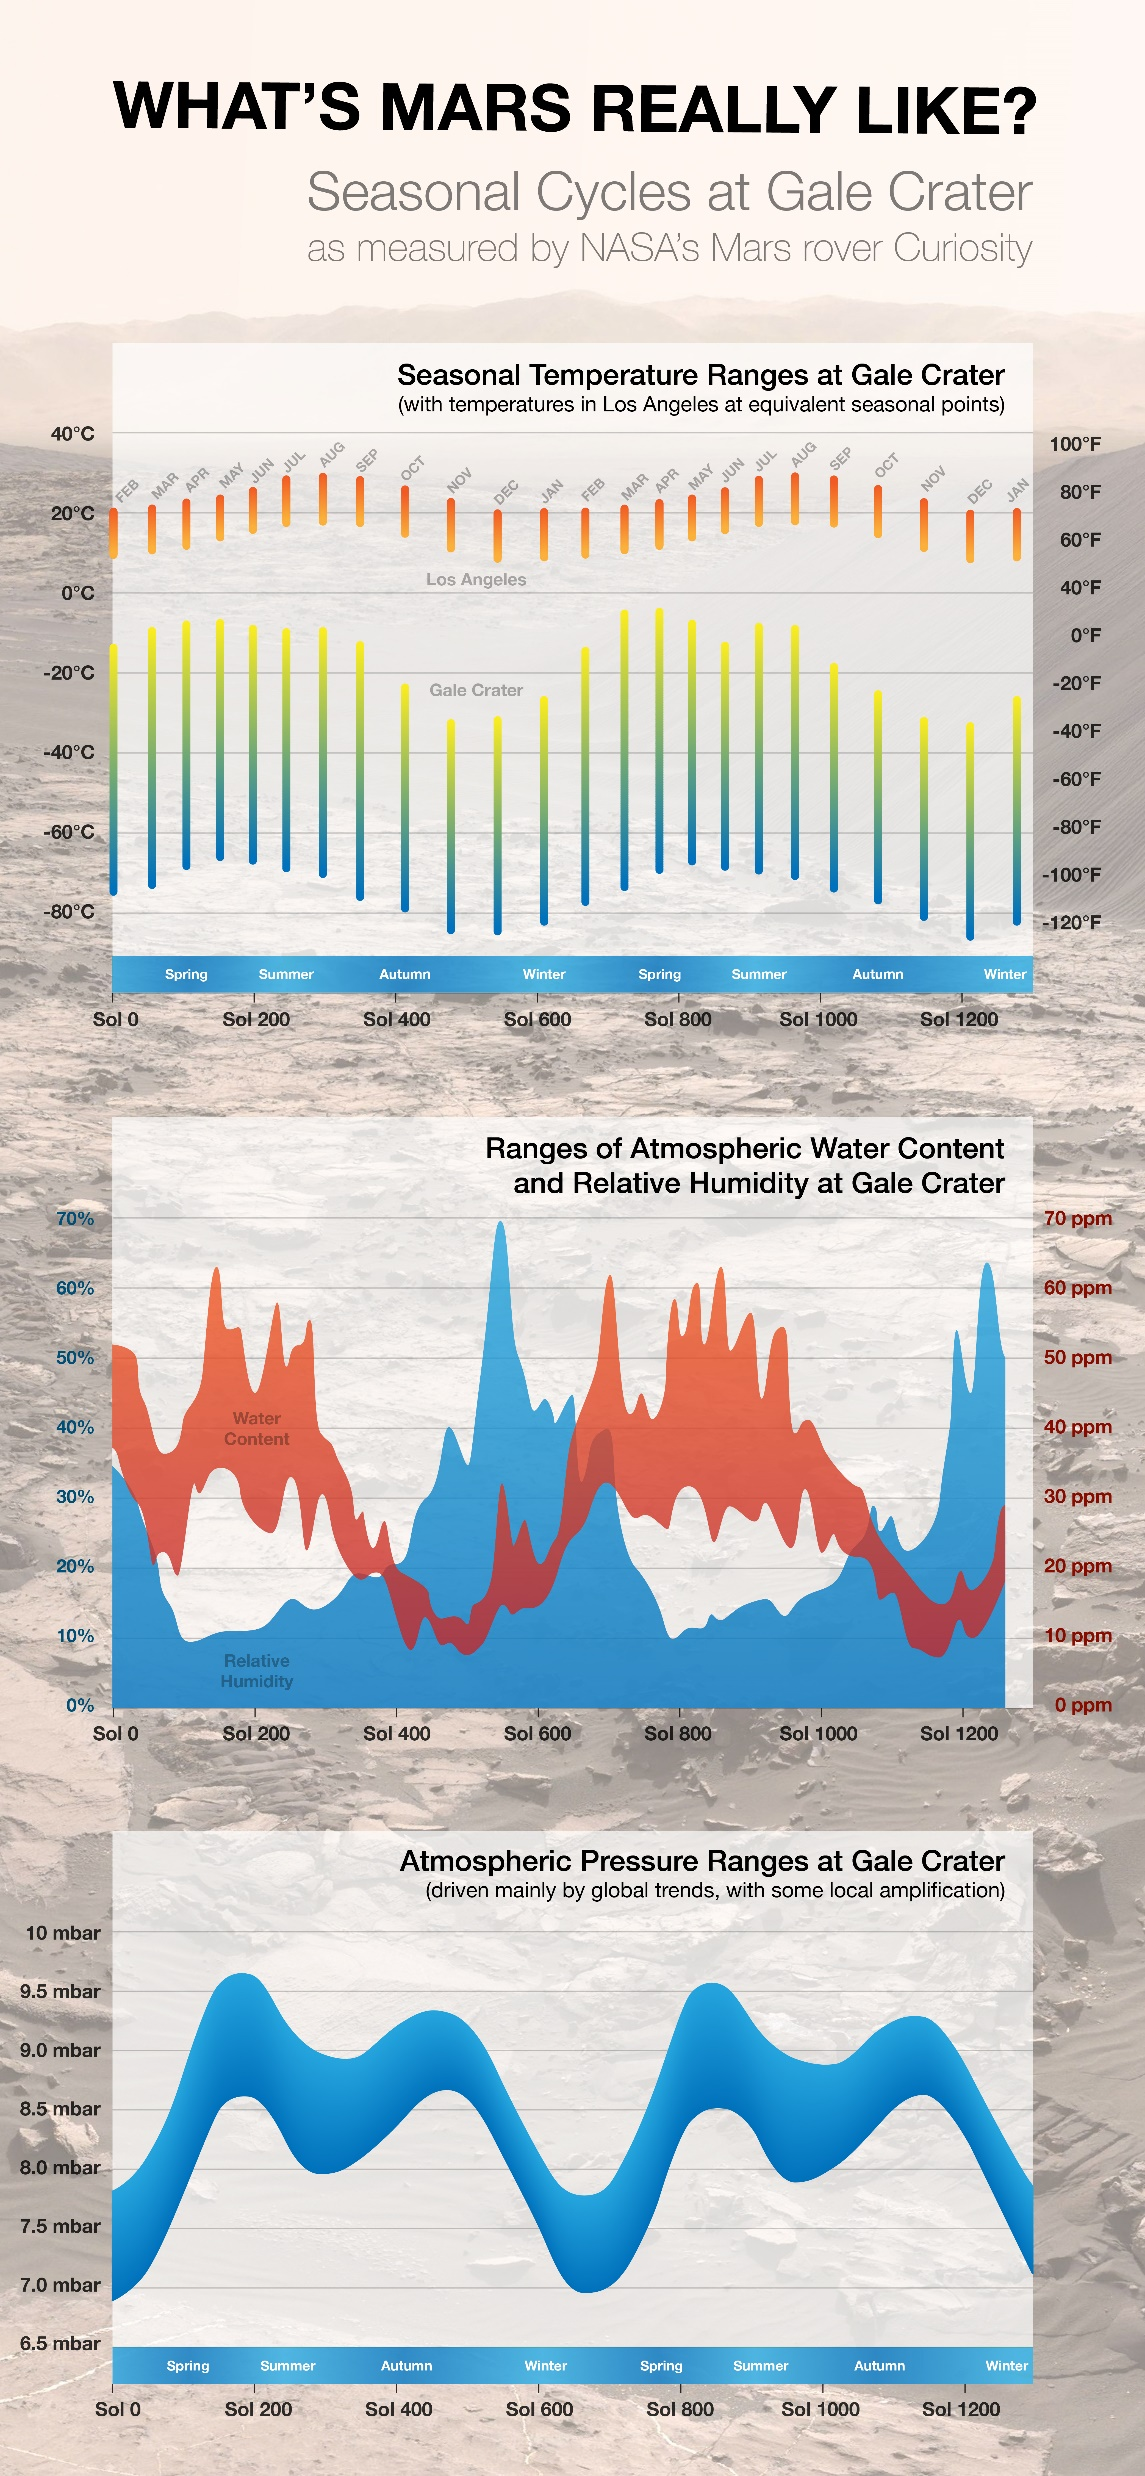 WHAT'S MARS REALLY LIKE?
Seasonal Cycles at Gale Crater
as measured by NASA's Mars rover Curiosity
Seasonal Temperature Ranges at Gale Crater
(with temperatures in Los Angeles at equivalent seasonal points)
40°C
20°C
0°C
-20°C
-40°C
-60°C
-80°C
100°F
80°F
60°F
40°F
0°F
-20°F
-40°F
-60°F
-80°F
-100°F
-120°F
FEB MAR APR MAY JUN JUL AUG SEP OCT NOV DEC JAN FEB MAR APR MAY JUN JUL AUG SEP OCT NOV DEC JAN
Los Angeles
Gale Crater
Spring Summer Autumn Winter Spring Summer Autumn Winter
Sol 0 Sol 200 Sol 400 Sol 600 Sol 800 Sol 1000 Sol 1200
Ranges of Atmospheric Water Content
and Relative Humidity at Gale Crater
70%
60%
50%
40%
30%
20%
10%
0%
70 ppm
60 ppm
50 ppm
40 ppm
30 ppm
20 ppm
10 ppm
0 ppm
Water
Content
Relative
Humidity
Sol 0 Sol 200 Sol 400 Sol 600 Sol 800 Sol 1000 Sol 1200
Atmospheric Pressure Ranges at Gale Crater
(driven mainly by global trends, with some local amplification)
10 mbar
9.5 mbar
9.0 mbar
8.5 mbar
8.0 mbar
7.5 mbar
7.0 mbar
6.5 mbar
Spring Summer Autumn Winter Spring Summer Autumn Winter
Sol 0 Sol 200 Sol 400 Sol 600 Sol 800 Sol 1000 Sol 1200